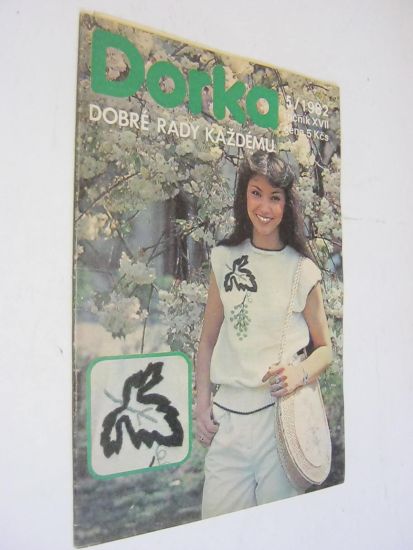 Dorka
5/1982
ročník XVII
cena 5 Kčs
DOBRÉ RADY KAŽDÉMU